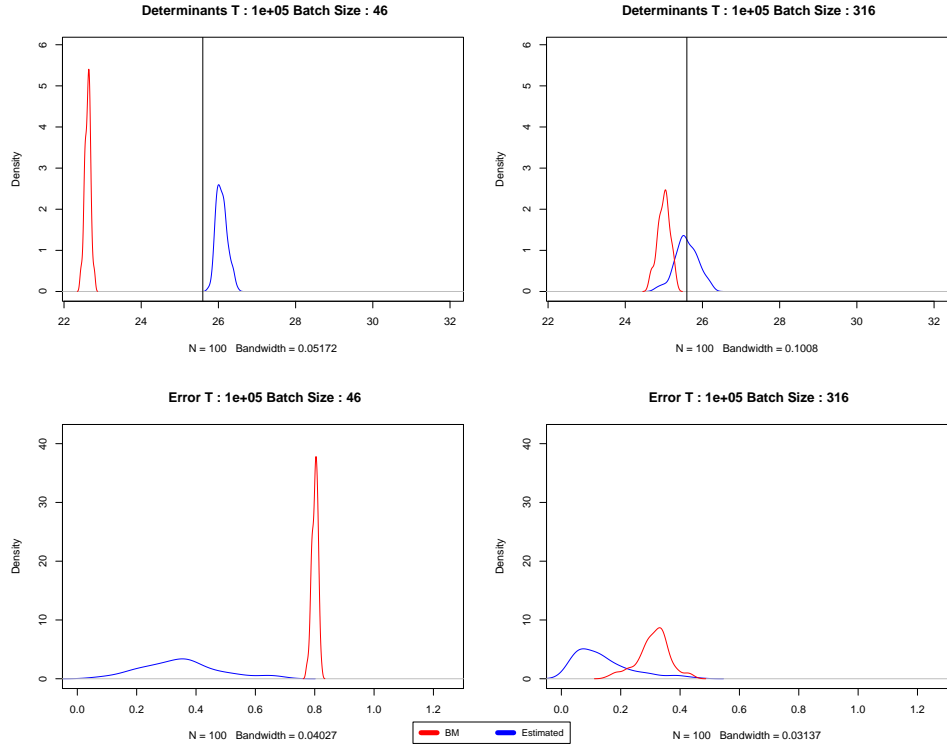 Determinants T : 1e+05 Batch Size : 46
Density
0 1 2 3 4 5 6
22 24 26 28 30 32
N = 100 Bandwidth = 0.05172
Determinants T : 1e+05 Batch Size : 316
Density
0 1 2 3 4 5 6
22 24 26 28 30 32
N = 100 Bandwidth = 0.1008
Error T : 1e+05 Batch Size : 46
Density
0 10 20 30 40
0.0 0.2 0.4 0.6 0.8 1.0 1.2
N = 100 Bandwidth = 0.04027
Error T : 1e+05 Batch Size : 316
Density
0 10 20 30 40
0.0 0.2 0.4 0.6 0.8 1.0 1.2
N = 100 Bandwidth = 0.03137
BM Estimated